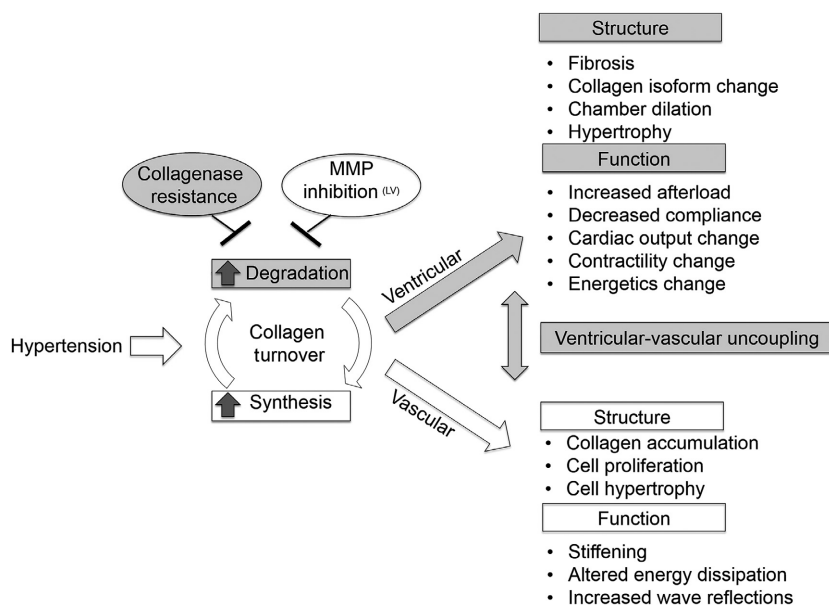 Structure
• Fibrosis
• Collagen isoform change
• Chamber dilation
• Hypertrophy
Function
• Increased afterload
• Decreased compliance
• Cardiac output change
• Contractility change
• Energetics change
Collagenase
resistance
MMP
inhibition (LV)
Degradation
Ventricular
Hypertension
Collagen
turnover
Ventricular-vascular uncoupling
Synthesis
Vascular
Structure
• Collagen accumulation
• Cell proliferation
• Cell hypertrophy
Function
• Stiffening
• Altered energy dissipation
• Increased wave reflections